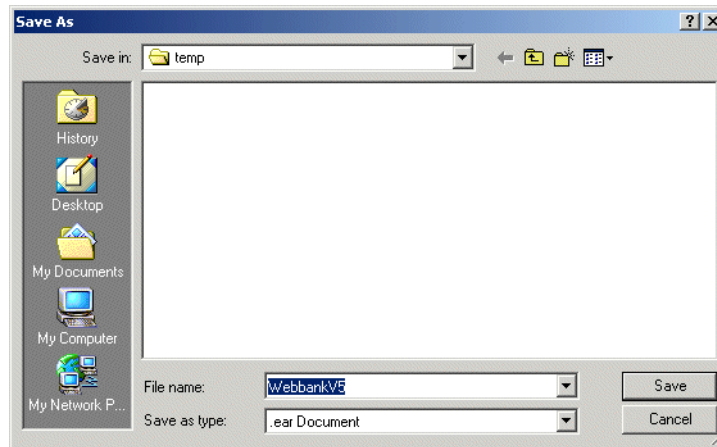 Save As
Save in: temp
History
Desktop
My Documents
My Computer
My Network P...
File name: WebbankV5 Save
Save as type: .ear Document Cancel